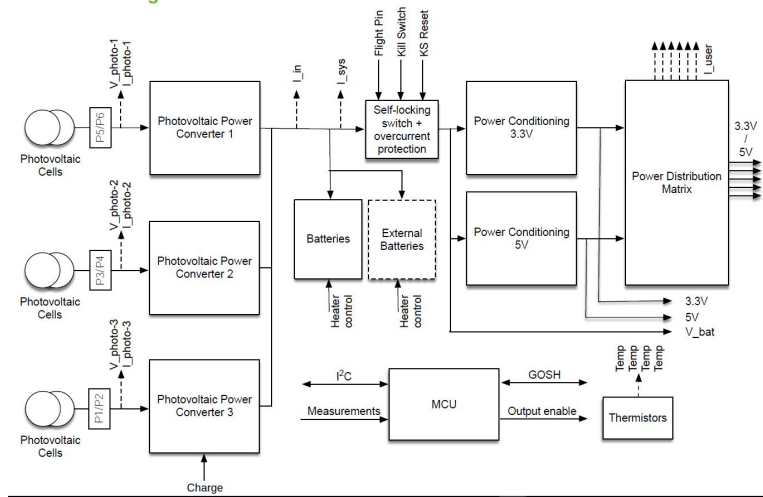 Flight Pin
Kill Switch
KS Reset
V_photo-1
I_photo-1
I_in
I_sys
I_user
P5/P6
Photovoltaic
Cells
Photovoltaic Power
Converter 1
Self-locking
switch +
overcurrent
protection
Power Conditioning
3.3V
Power Distribution
Matrix
3.3V
/
5V
V_photo-2
I_photo-2
P3/P4
Photovoltaic
Cells
Photovoltaic Power
Converter 2
Batteries
External
Batteries
Power Conditioning
5V
Heater
control
Heater
control
3.3V
5V
V_bat
V_photo-3
I_photo-3
P1/P2
Photovoltaic
Cells
Photovoltaic Power
Converter 3
Charge
I²C
Measurements
MCU
GOSH
Output enable
Temp
Temp
Temp
Temp
Thermistors